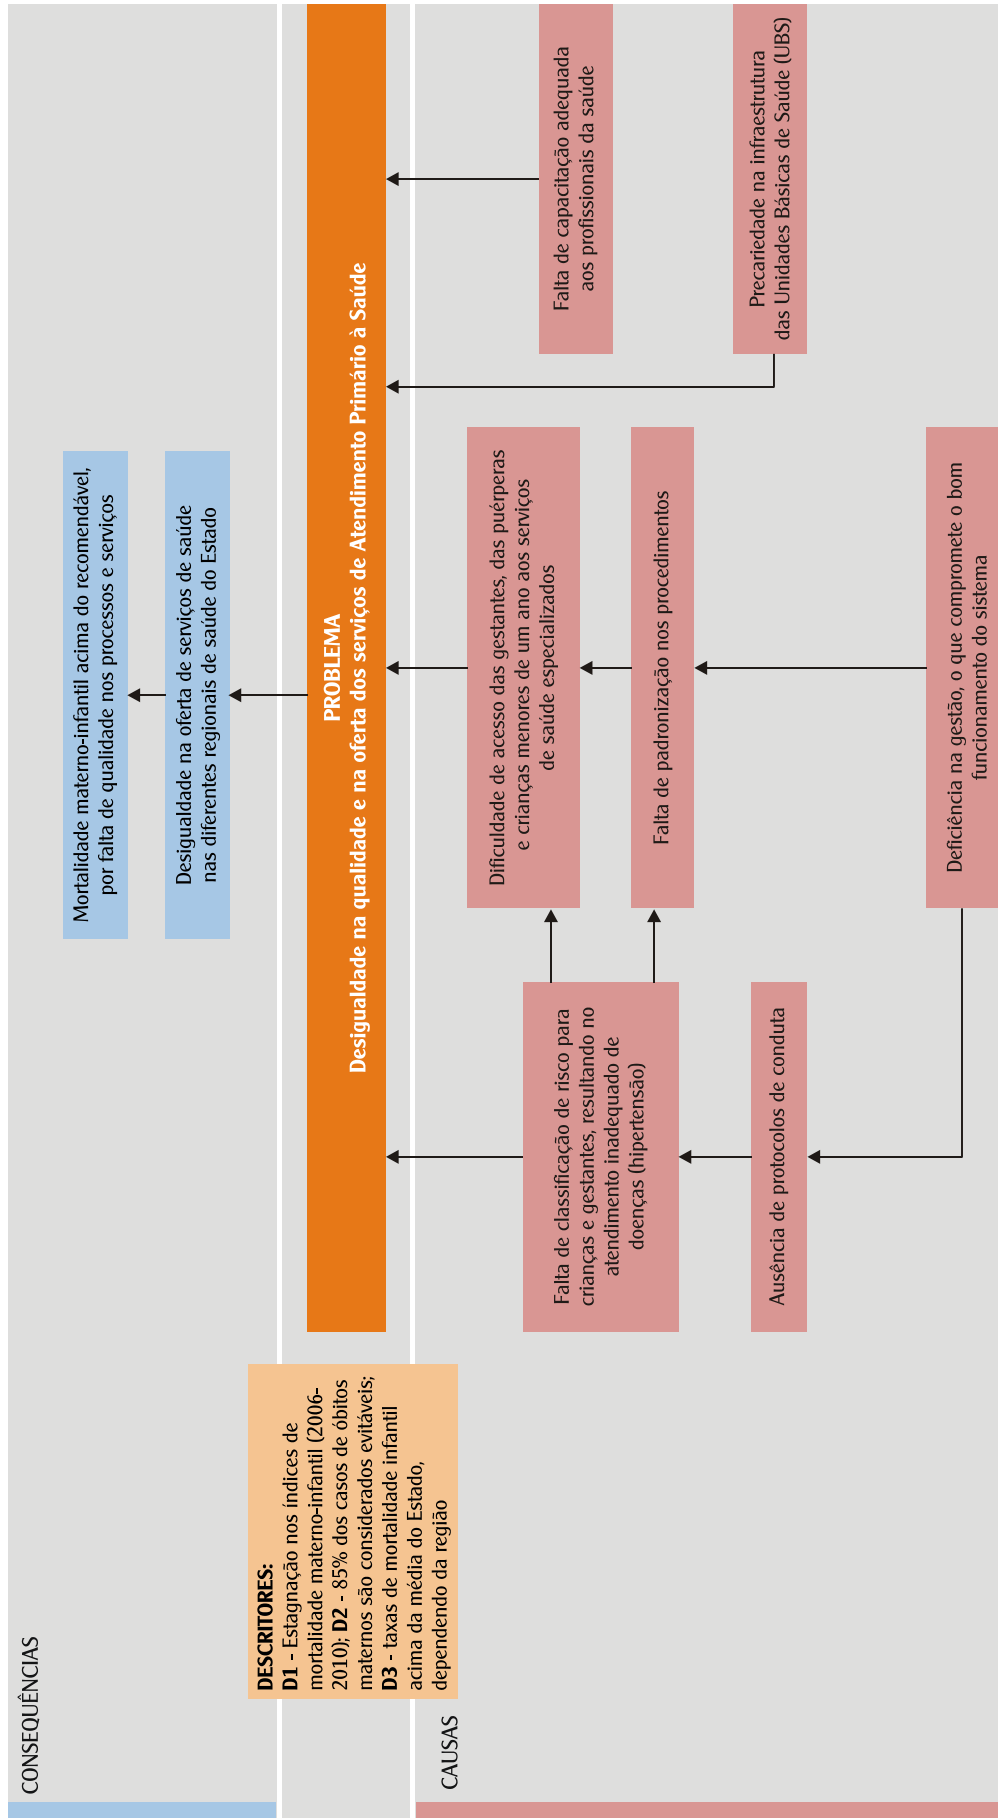 CONSEQUÊNCIAS
Mortalidade materno-infantil acima do recomendável,
por falta de qualidade nos processos e serviços
Desigualdade na oferta de serviços de saúde
nas diferentes regionais de saúde do Estado
DESCRITORES:
D1 - Estagnação nos índices de
mortalidade materno-infantil (2006-
2010); D2 - 85% dos casos de óbitos
maternos são considerados evitáveis;
D3 - taxas de mortalidade infantil
acima da média do Estado,
dependendo da região
PROBLEMA
Desigualdade na qualidade e na oferta dos serviços de Atendimento Primário à Saúde
CAUSAS
Falta de classificação de risco para
crianças e gestantes, resultando no
atendimento inadequado de
doenças (hipertensão)
Dificuldade de acesso das gestantes, das puérperas
e crianças menores de um ano aos serviços
de saúde especializados
Falta de capacitação adequada
aos profissionais da saúde
Falta de padronização nos procedimentos
Ausência de protocolos de conduta
Precariedade na infraestrutura
das Unidades Básicas de Saúde (UBS)
Deficiência na gestão, o que compromete o bom
funcionamento do sistema